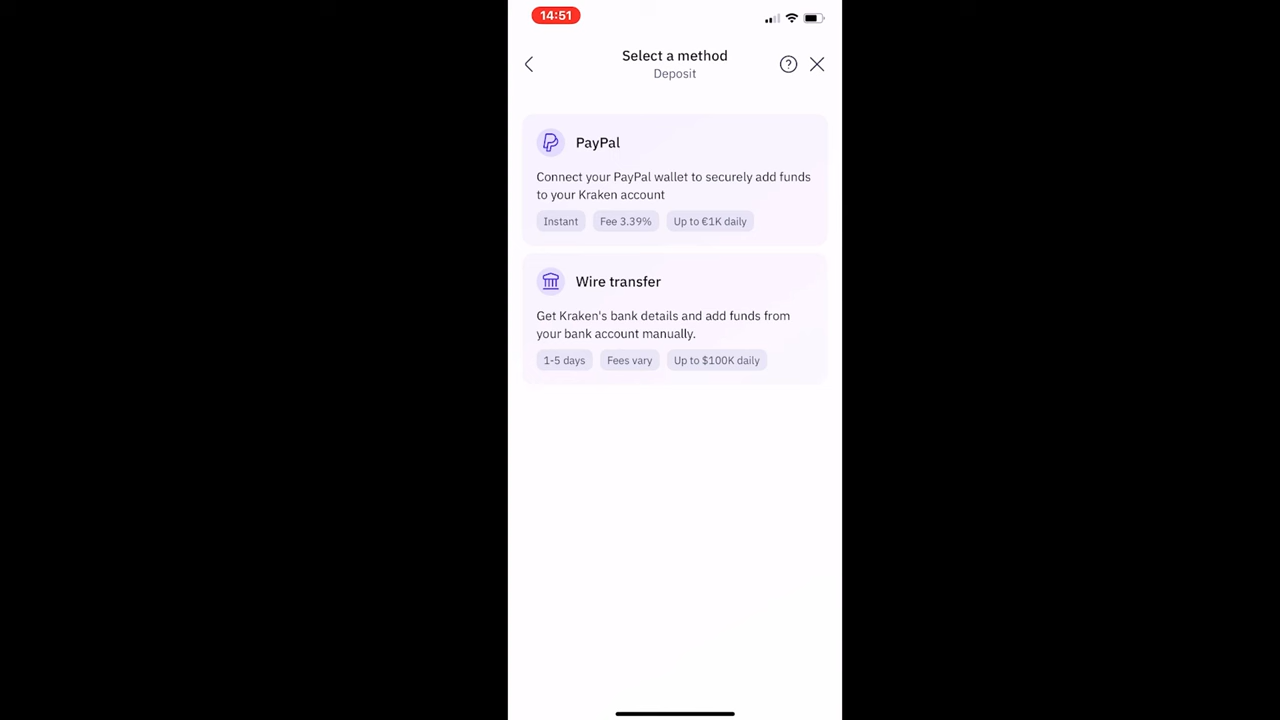 14:51
Select a method
Deposit
PayPal
Connect your PayPal wallet to securely add funds
to your Kraken account
Instant Fee 3.39% Up to €1K daily
Wire transfer
Get Kraken's bank details and add funds from
your bank account manually.
1-5 days Fees vary Up to $100K daily